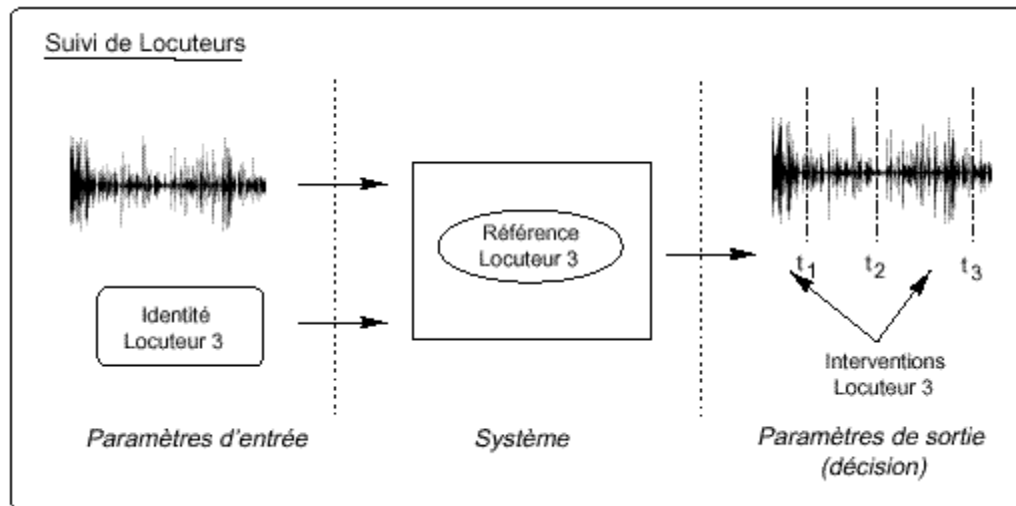 Suivi de Locuteurs
Référence
Locuteur 3
t1 t2 t3
Identité
Locuteur 3
Interventions
Locuteur 3
Paramètres d'entrée
Système
Paramètres de sortie
(décision)